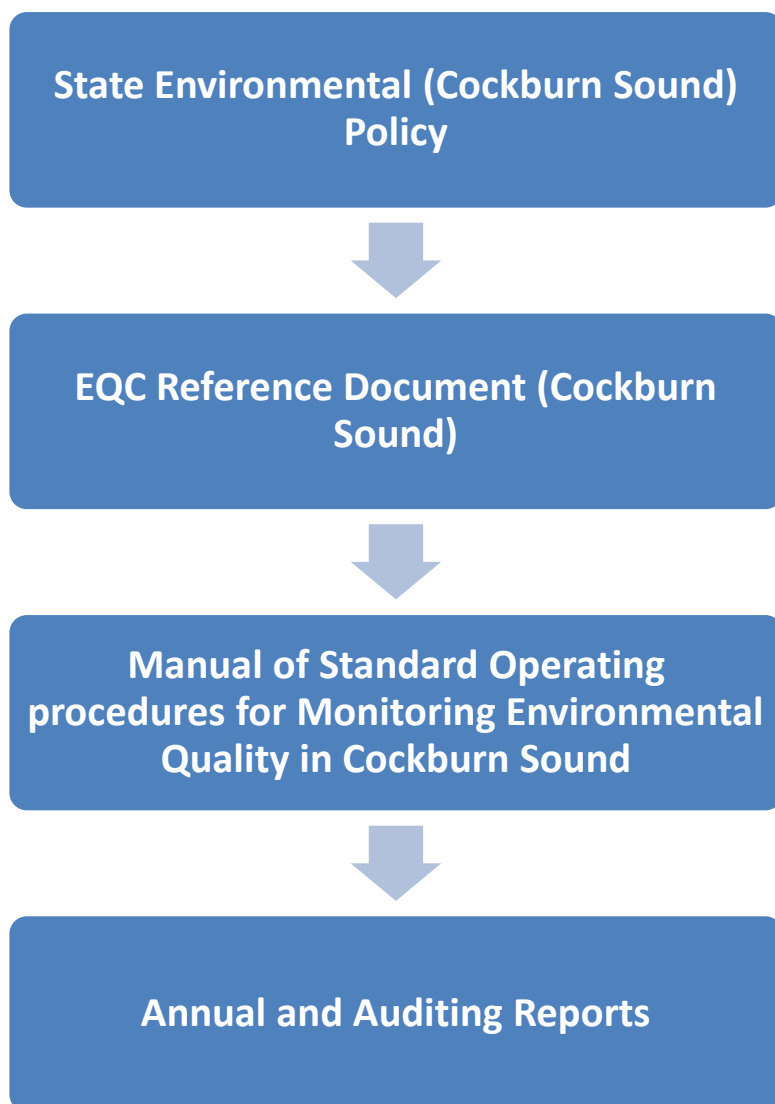 State Environmental (Cockburn Sound)
Policy
EQC Reference Document (Cockburn
Sound)
Manual of Standard Operating
procedures for Monitoring Environmental
Quality in Cockburn Sound
Annual and Auditing Reports